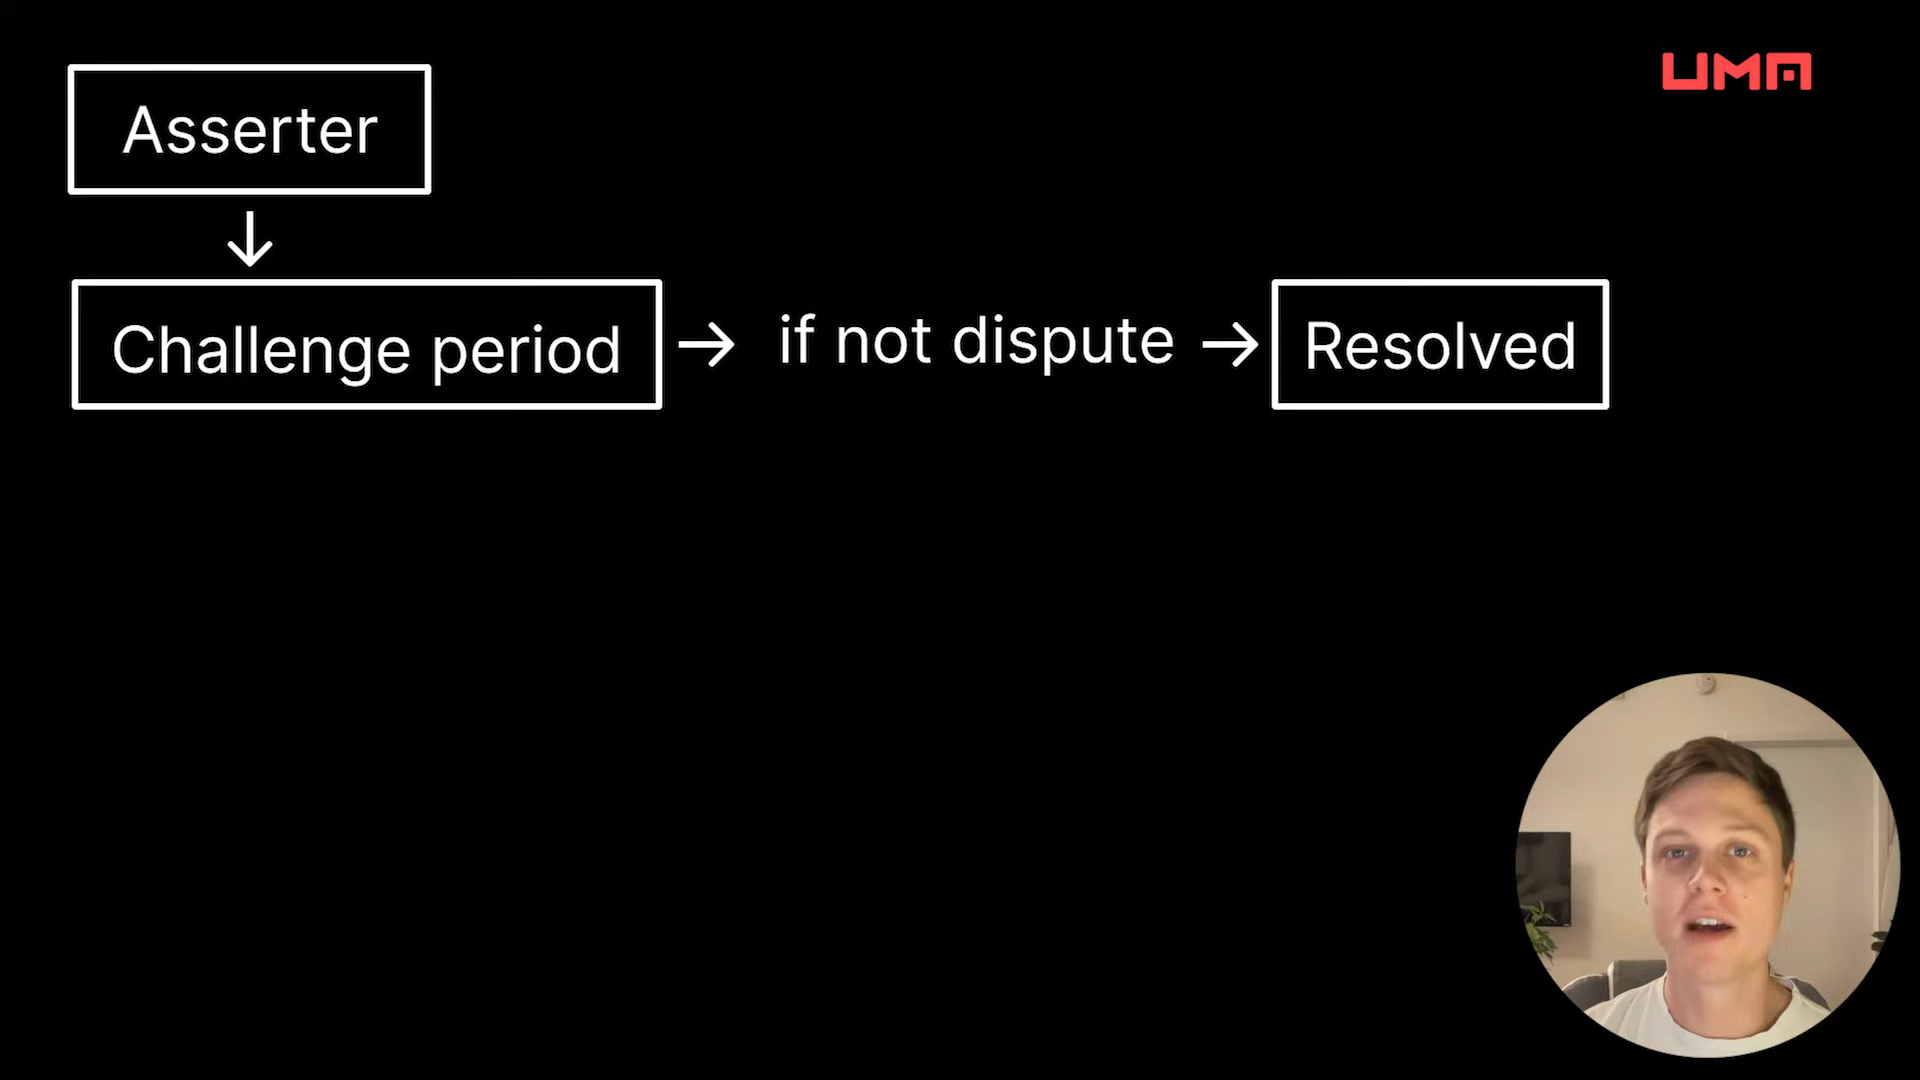 UMA
Asserter
↓
Challenge period → if not dispute → Resolved